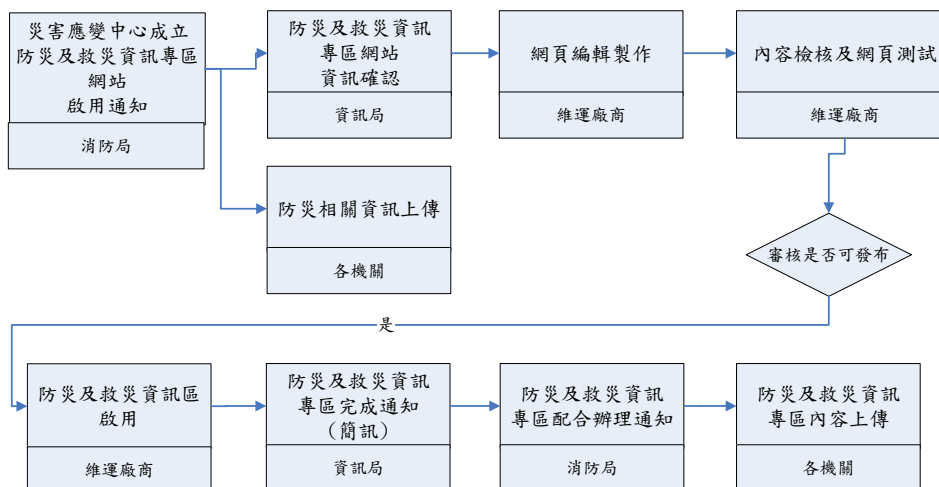 災害應變中心成立
防災及救災資訊專區
網站
啟用通知
消防局
防災及救災資訊
專區網站
資訊確認
資訊局
網頁編輯製作
維運廠商
內容檢核及網頁測試
維運廠商
防災相關資訊上傳
各機關
審核是否可發布
是
防災及救災資訊區
啟用
維運廠商
防災及救災資訊
專區完成通知
(簡訊)
資訊局
防災及救災資訊
專區配合辦理通知
消防局
防災及救災資訊
專區內容上傳
各機關